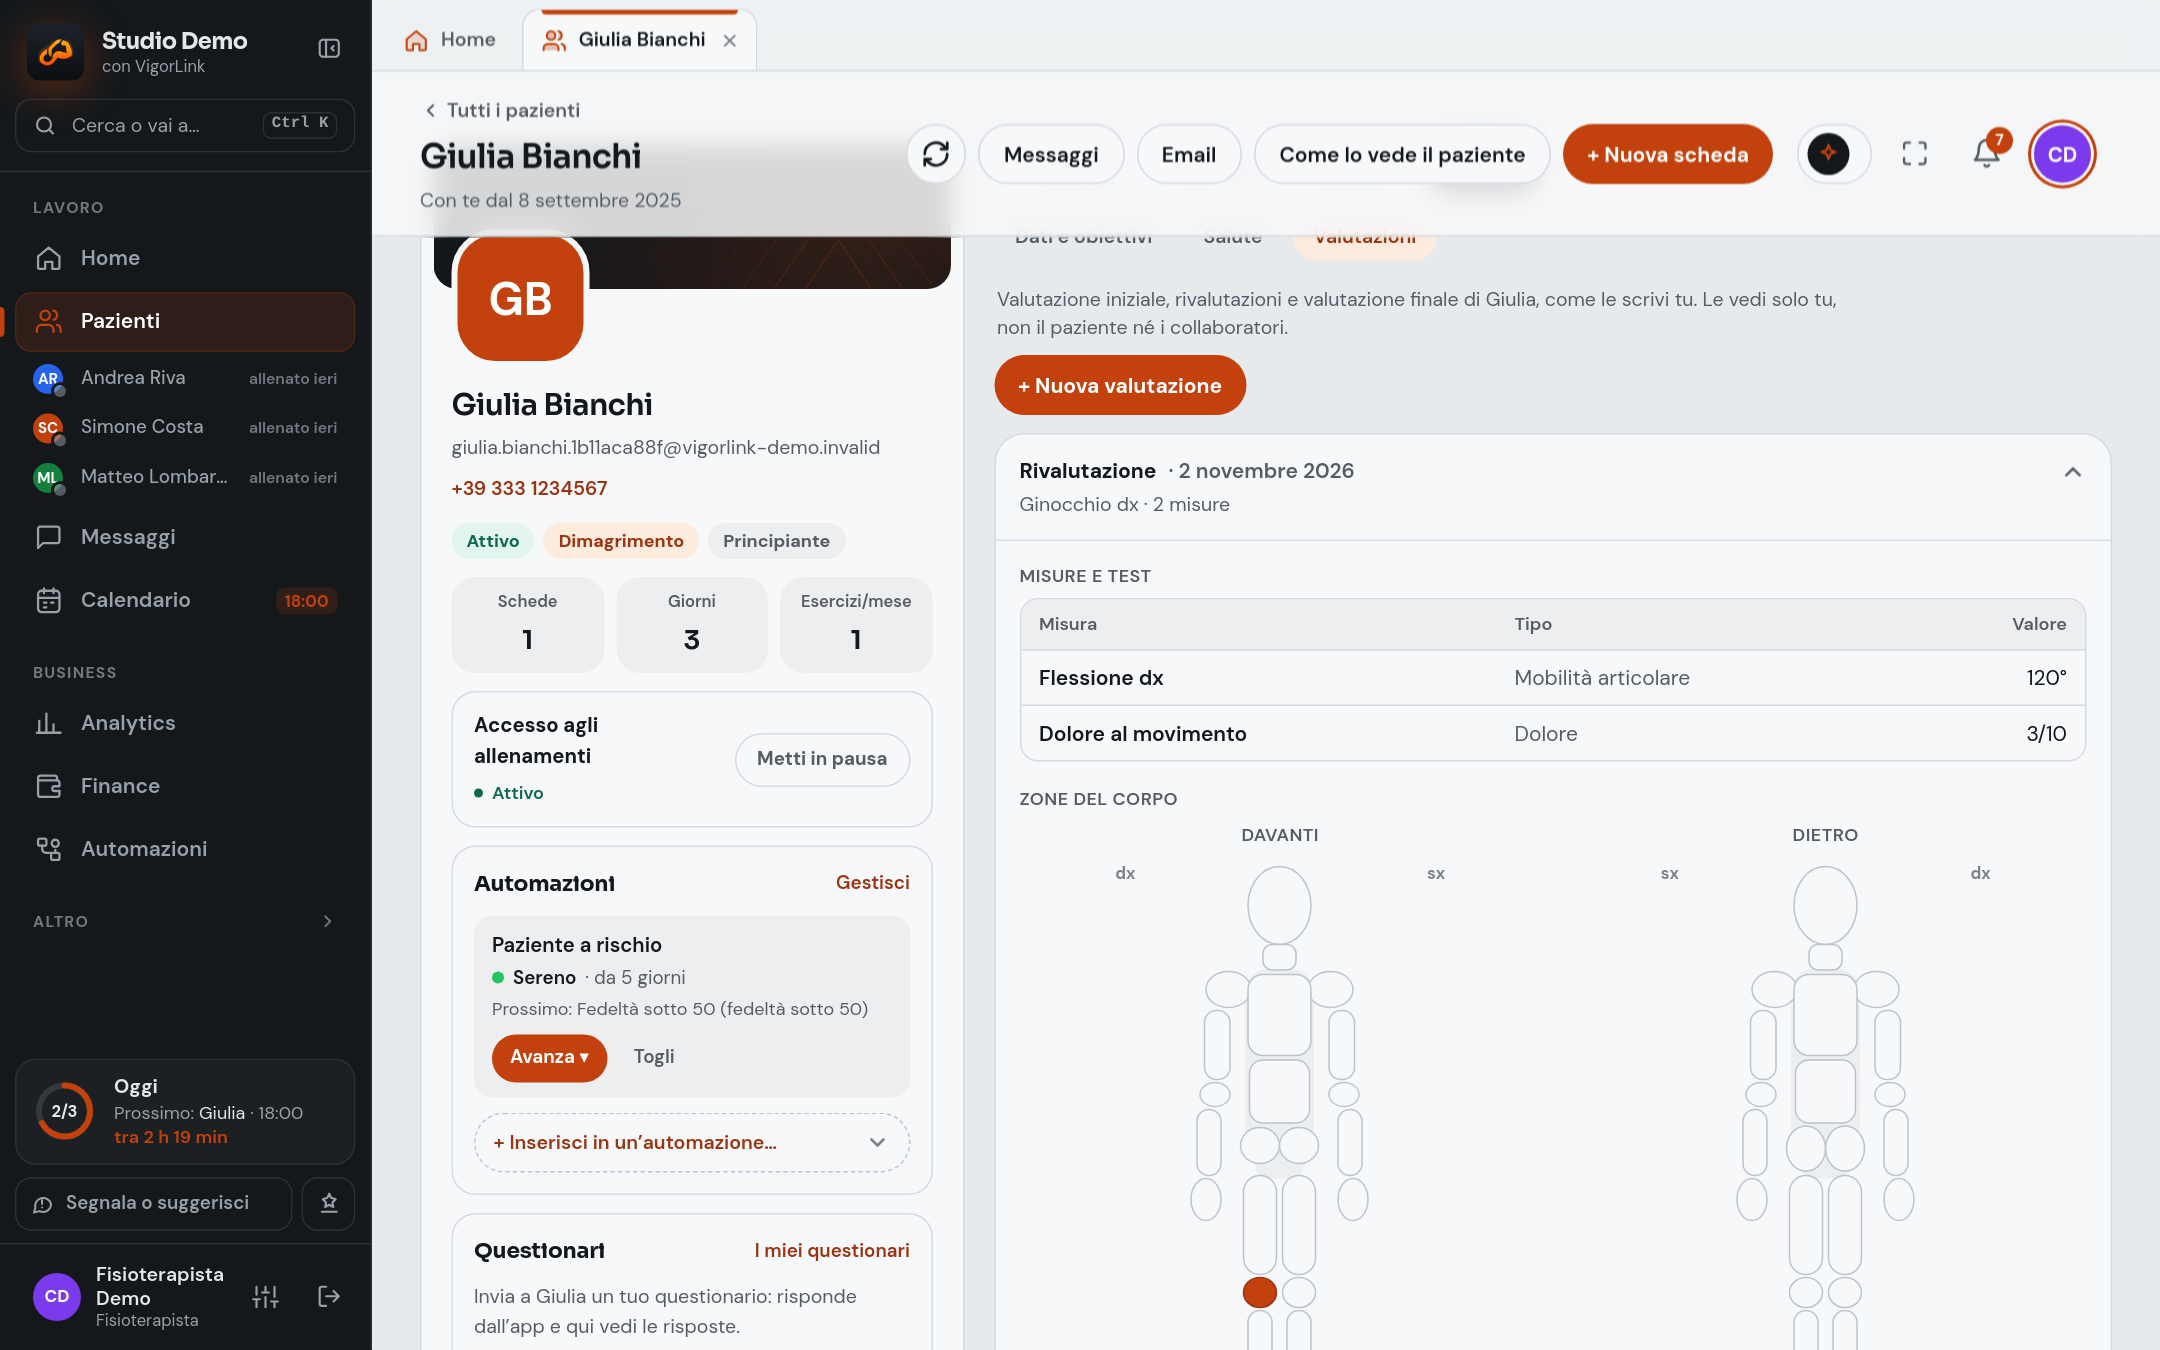 Studio Demo
con VigorLink
Cerca o vai a...
Ctrl K
LAVORO
Home
Pazienti
AR Andrea Riva allenato ieri
SC Simone Costa allenato ieri
ML Matteo Lombar... allenato ieri
Messaggi
Calendario 18:00
BUSINESS
Analytics
Finance
Automazioni
ALTRO
2/3
Oggi
Prossimo: Giulia · 18:00
tra 2 h 19 min
Segnala o suggerisci
CD
Fisioterapista
Demo
Fisioterapista
Home
Giulia Bianchi
Tutti i pazienti
Giulia Bianchi
Con te dal 8 settembre 2025
Messaggi
Email
Come lo vede il paziente
+ Nuova scheda
7
CD
GB
Giulia Bianchi
giulia.bianchi.1b11aca88f@vigorlink-demo.invalid
+39 333 1234567
Attivo
Dimagrimento
Principiante
Schede
1
Giorni
3
Esercizi/mese
1
Accesso agli
allenamenti
Attivo
Metti in pausa
Automazioni
Gestisci
Paziente a rischio
Sereno · da 5 giorni
Prossimo: Fedeltà sotto 50 (fedeltà sotto 50)
Avanza ▾
Togli
+ Inserisci in un’automazione...
Questionari
I miei questionari
Invia a Giulia un tuo questionario: risponde
dall’app e qui vedi le risposte.
Dati e obiettivi
Salute
Valutazioni
Valutazione iniziale, rivalutazioni e valutazione finale di Giulia, come le scrivi tu. Le vedi solo tu,
non il paziente né i collaboratori.
+ Nuova valutazione
Rivalutazione · 2 novembre 2026
Ginocchio dx · 2 misure
MISURE E TEST
Misura Tipo Valore
Flessione dx Mobilità articolare 120°
Dolore al movimento Dolore 3/10
ZONE DEL CORPO
DAVANTI
dx
sx
DIETRO
sx
dx